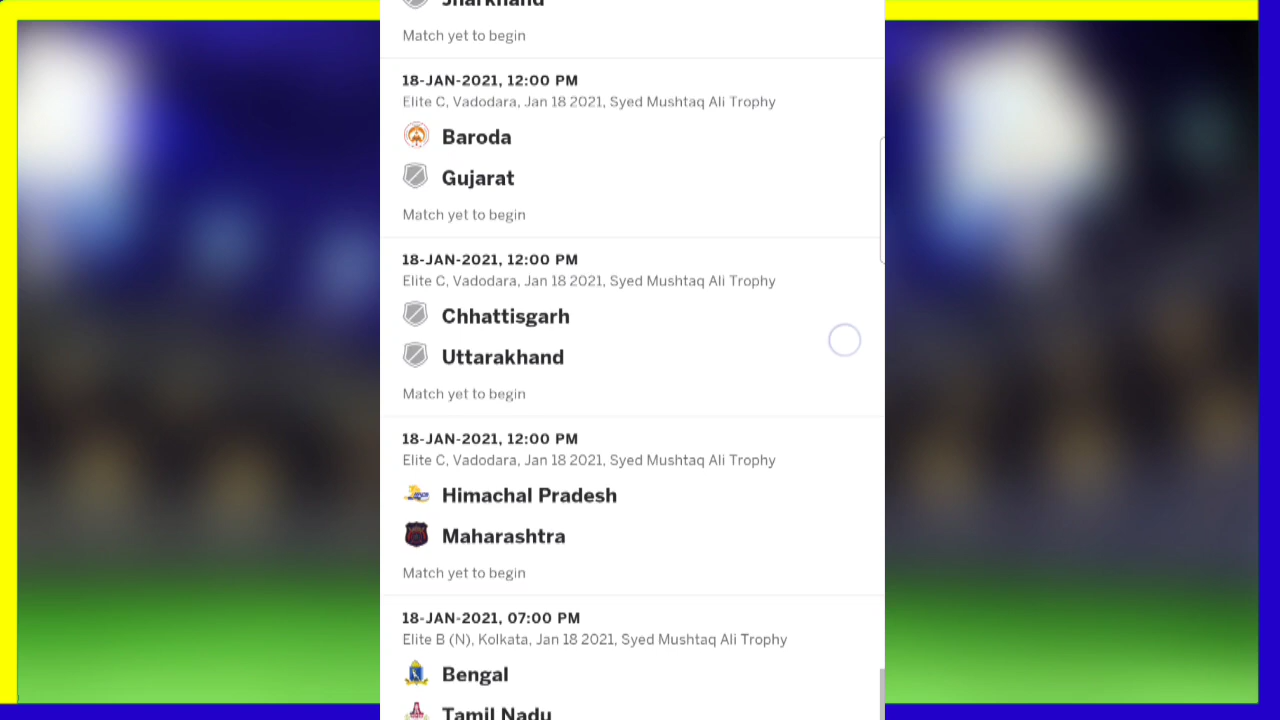 Jharkhand
Match yet to begin
18-JAN-2021, 12:00 PM
Elite C, Vadodara, Jan 18 2021, Syed Mushtaq Ali Trophy
Baroda
Gujarat
Match yet to begin
18-JAN-2021, 12:00 PM
Elite C, Vadodara, Jan 18 2021, Syed Mushtaq Ali Trophy
Chhattisgarh
Uttarakhand
Match yet to begin
18-JAN-2021, 12:00 PM
Elite C, Vadodara, Jan 18 2021, Syed Mushtaq Ali Trophy
Himachal Pradesh
Maharashtra
Match yet to begin
18-JAN-2021, 07:00 PM
Elite B (N), Kolkata, Jan 18 2021, Syed Mushtaq Ali Trophy
Bengal
Tamil Nadu